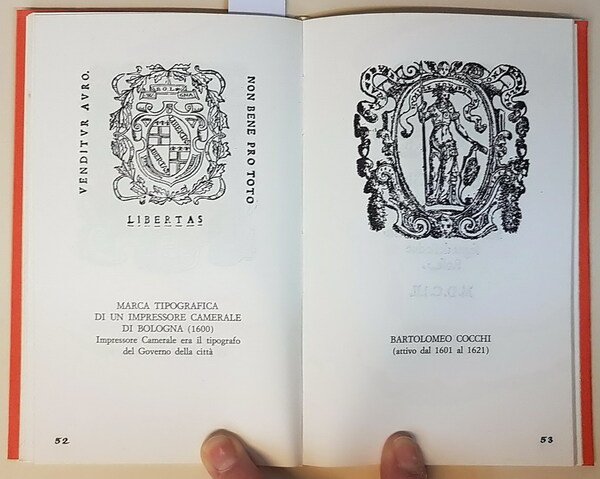 VENDITVR AVRO.
NON BENE PRO TOTO
LIBERTAS
MARCA TIPOGRAFICA
DI UN IMPRESSORE CAMERALE
DI BOLOGNA (1600)
Impressore Camerale era il tipografo
del Governo della città
52
BARTOLOMEO COCCHI
(attivo dal 1601 al 1621)
53